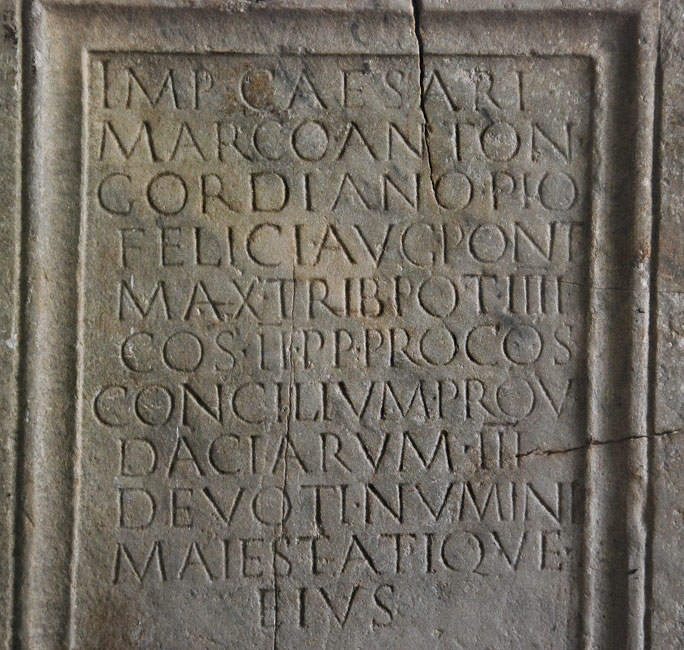 IMP CAESARI
MARCO ANTON
GORDIANO·PIO
FELICI·AVG PONT
MAX·TRIB·POT·IIII
COS·II·PP·PROCOS
CONCILIVM PROV
DACIARVM·III
DEVOTI·NVMINI
MAIESTATIQVE
EIVS